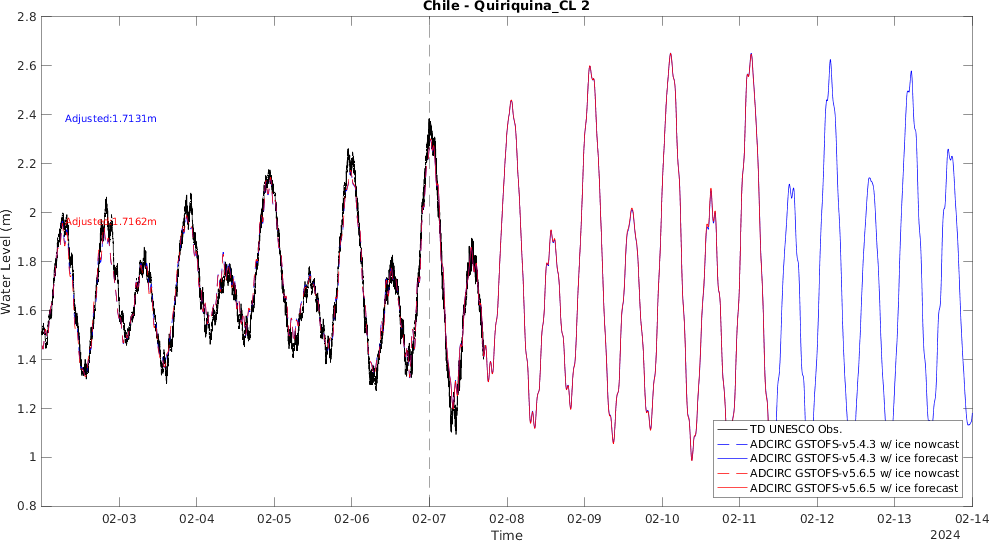 Chile - Quiriquina_CL 2
2.8
2.6
2.4
2.2
2
1.8
1.6
1.4
1.2
1
0.8
Water Level (m)
Adjusted:1.7131m
Adjusted:1.7162m
TD UNESCO Obs.
ADCIRC GSTOFS-v5.4.3 w/ ice nowcast
ADCIRC GSTOFS-v5.4.3 w/ ice forecast
ADCIRC GSTOFS-v5.6.5 w/ ice nowcast
ADCIRC GSTOFS-v5.6.5 w/ ice forecast
02-03 02-04 02-05 02-06 02-07 02-08 02-09 02-10 02-11 02-12 02-13 02-14
Time
2024